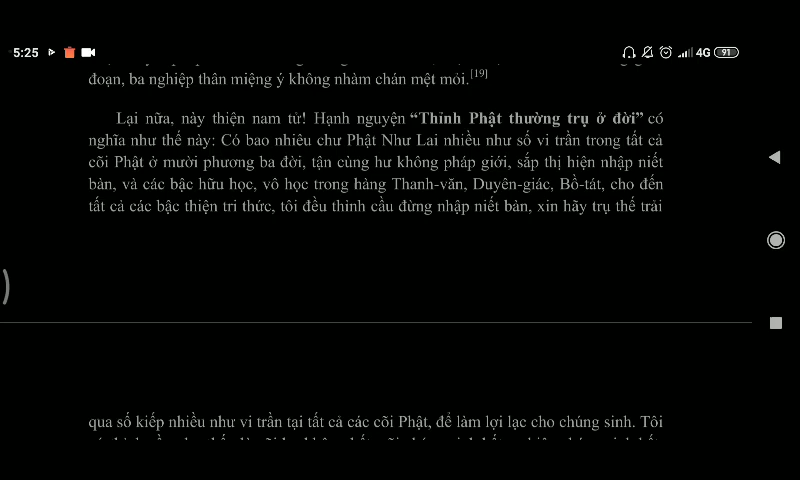 5:25
4G 91
đoạn, ba nghiệp thân miệng ý không nhàm chán mệt mỏi.[19]
Lại nữa, này thiện nam tử! Hạnh nguyện “Thỉnh Phật thường trụ ở đời” có
nghĩa như thế này: Có bao nhiêu chư Phật Như Lai nhiều như số vi trần trong tất cả
cõi Phật ở mười phương ba đời, tận cùng hư không pháp giới, sắp thị hiện nhập niết
bàn, và các bậc hữu học, vô học trong hàng Thanh-văn, Duyên-giác, Bồ-tát, cho đến
tất cả các bậc thiện tri thức, tôi đều thỉnh cầu đừng nhập niết bàn, xin hãy trụ thế trải
qua số kiếp nhiều như vi trần tại tất cả các cõi Phật, để làm lợi lạc cho chúng sinh. Tôi